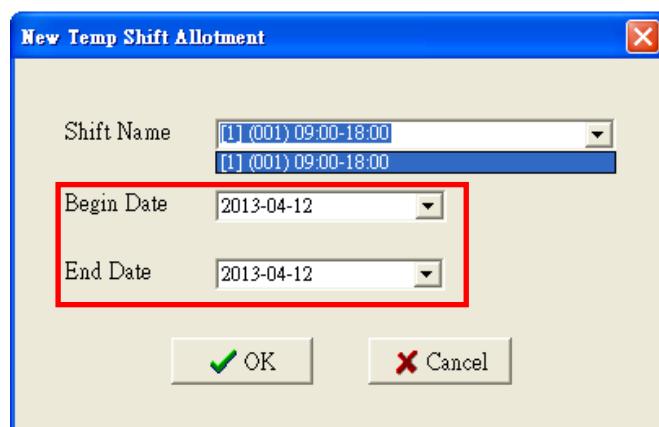 New Temp Shift Allotment
Shift Name [1] (001) 09:00-18:00
[1] (001) 09:00-18:00
Begin Date 2013-04-12
End Date 2013-04-12
OK Cancel